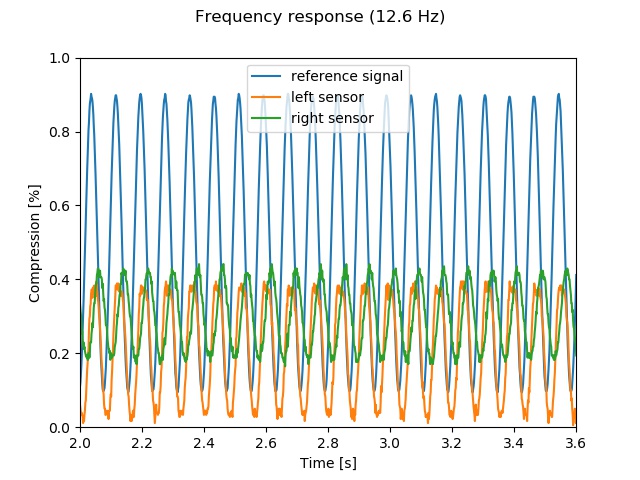 Frequency response (12.6 Hz)
reference signal
left sensor
right sensor
Compression [%]
1.0
0.8
0.6
0.4
0.2
0.0
2.0 2.2 2.4 2.6 2.8 3.0 3.2 3.4 3.6
Time [s]